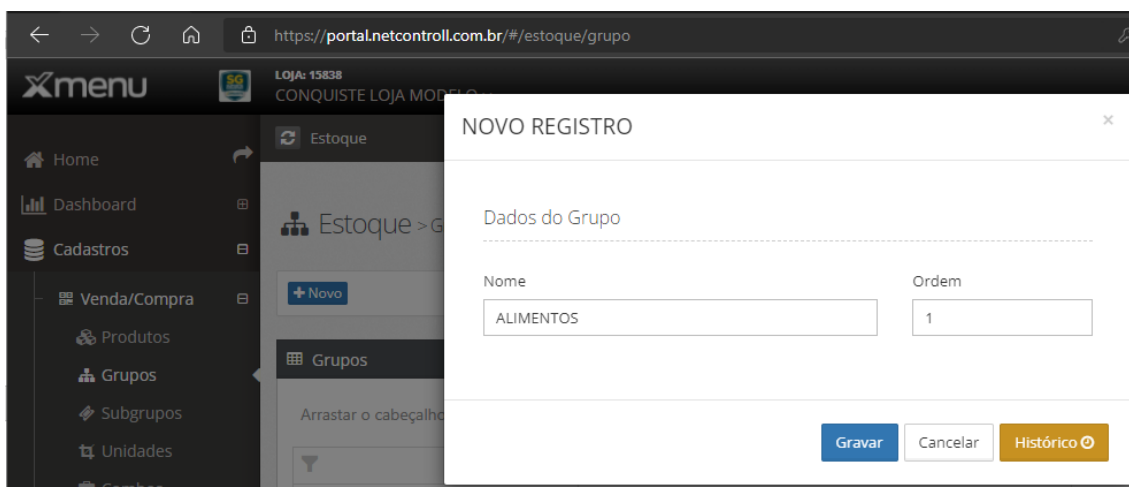 https://portal.netcontroll.com.br/#/estoque/grupo
Xmenu
SG
LOJA: 15838
CONQUISTE LOJA MODELO
Home
Dashboard
Cadastros
Venda/Compra
Produtos
Grupos
Subgrupos
Unidades
Combos
Estoque
Estoque > G
Novo
Grupos
Arrastar o cabeçalho
NOVO REGISTRO
×
Dados do Grupo
Nome Ordem
ALIMENTOS 1
Gravar Cancelar Histórico